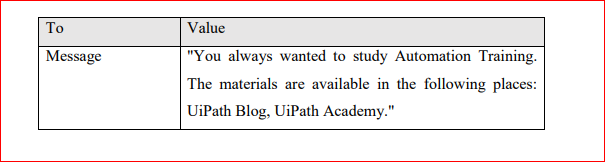 To Value
Message "You always wanted to study Automation Training.
The materials are available in the following places:
UiPath Blog, UiPath Academy."